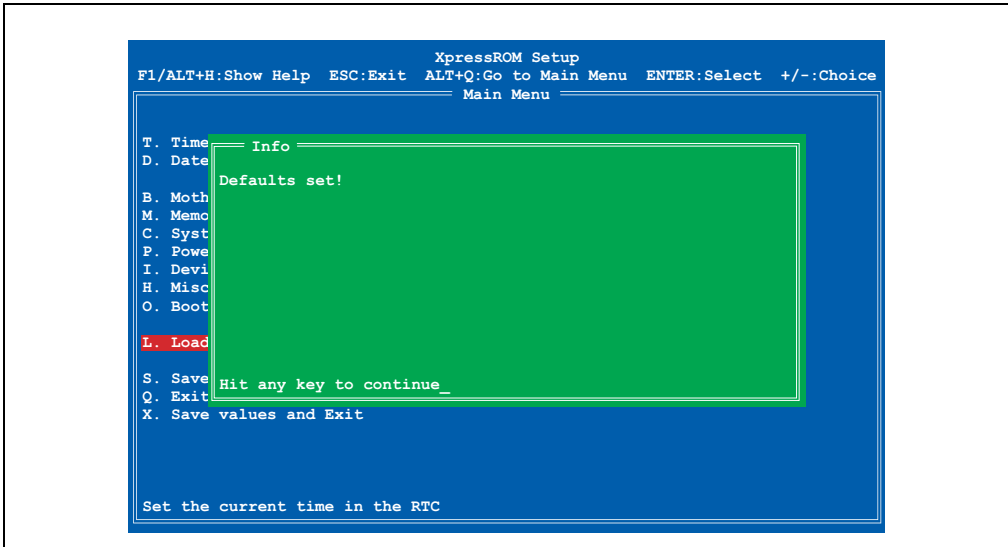 XpressROM Setup
F1/ALT+H:Show Help ESC:Exit ALT+Q:Go to Main Menu ENTER:Select +/-:Choice
Main Menu
T. Time
Info
D. Date
Defaults set!
B. Moth
M. Memo
C. Syst
P. Powe
I. Devi
H. Misc
O. Boot
L. Load
S. Save
Hit any key to continue_
Q. Exit
X. Save values and Exit
Set the current time in the RTC